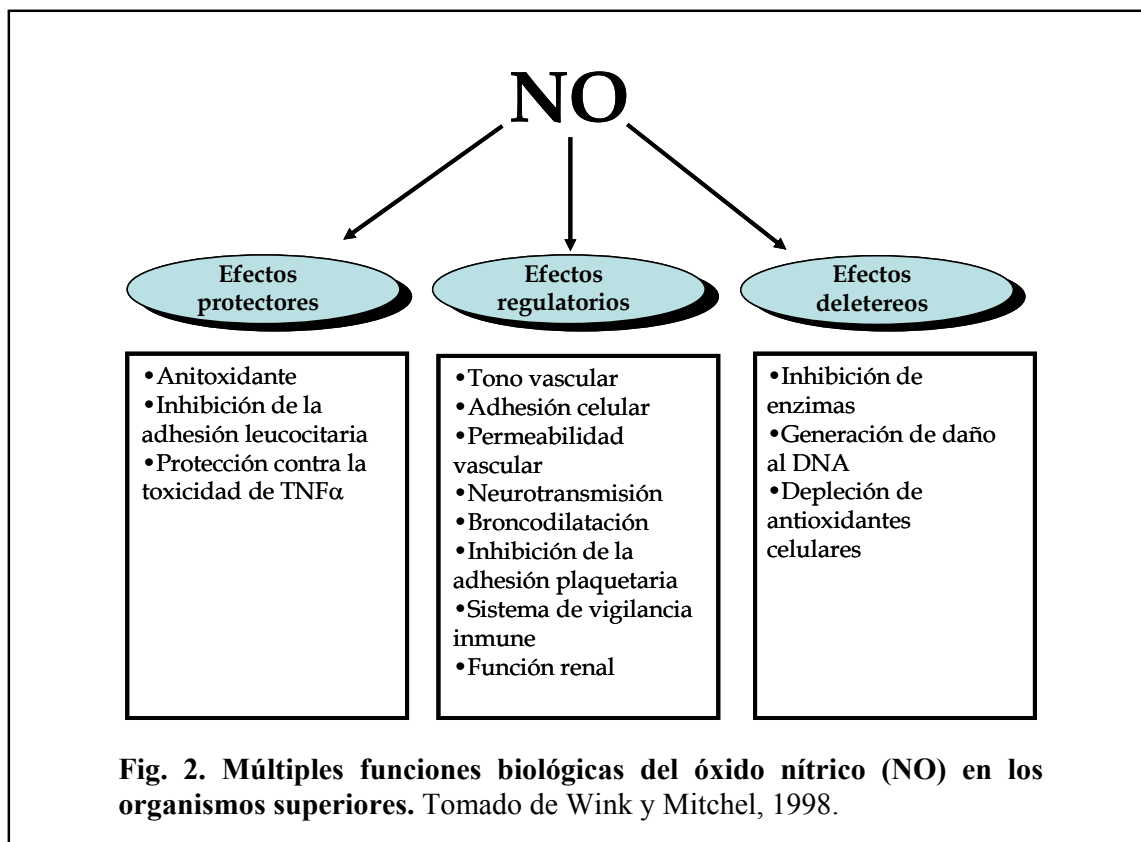 NO
Efectos
protectores
Efectos
regulatorios
Efectos
deletereos
•Anitoxidante
•Inhibición de la
adhesión leucocitaria
•Protección contra la
toxicidad de TNFα
•Tono vascular
•Adhesión celular
•Permeabilidad
vascular
•Neurotransmisión
•Broncodilatación
•Inhibición de la
adhesión plaquetaria
•Sistema de vigilancia
inmune
•Función renal
•Inhibición de
enzimas
•Generación de daño
al DNA
•Depleción de
antioxidantes
celulares
Fig. 2. Múltiples funciones biológicas del óxido nítrico (NO) en los
organismos superiores. Tomado de Wink y Mitchel, 1998.